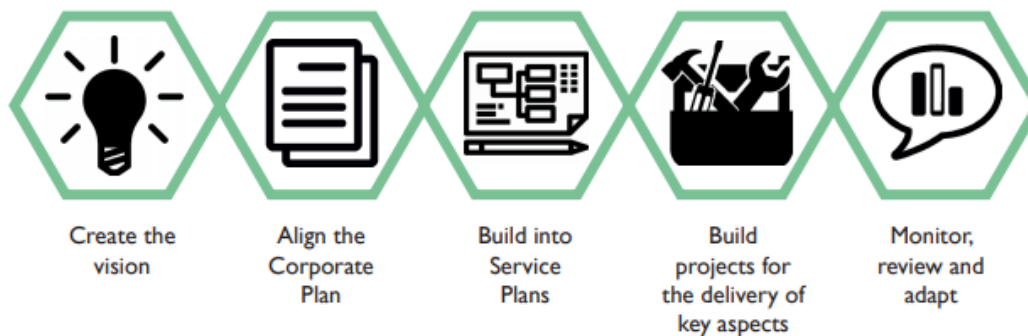 Create the
vision
Align the
Corporate
Plan
Build into
Service
Plans
Build
projects for
the delivery of
key aspects
Monitor,
review and
adapt